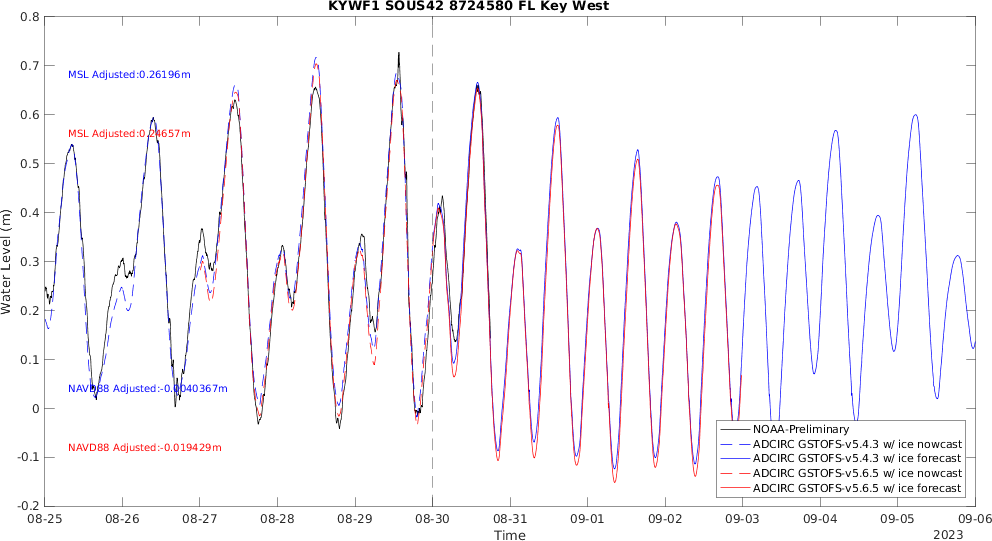 KYWF1 SOUS42 8724580 FL Key West
0.8
0.7
0.6
0.5
0.4
0.3
0.2
0.1
0
-0.1
-0.2
Water Level (m)
MSL Adjusted:0.26196m
MSL Adjusted:0.24657m
NAVD88 Adjusted:-0.0040367m
NAVD88 Adjusted:-0.019429m
NOAA-Preliminary
ADCIRC GSTOFS-v5.4.3 w/ ice nowcast
ADCIRC GSTOFS-v5.4.3 w/ ice forecast
ADCIRC GSTOFS-v5.6.5 w/ ice nowcast
ADCIRC GSTOFS-v5.6.5 w/ ice forecast
08-25 08-26 08-27 08-28 08-29 08-30 08-31 09-01 09-02 09-03 09-04 09-05 09-06
Time
2023